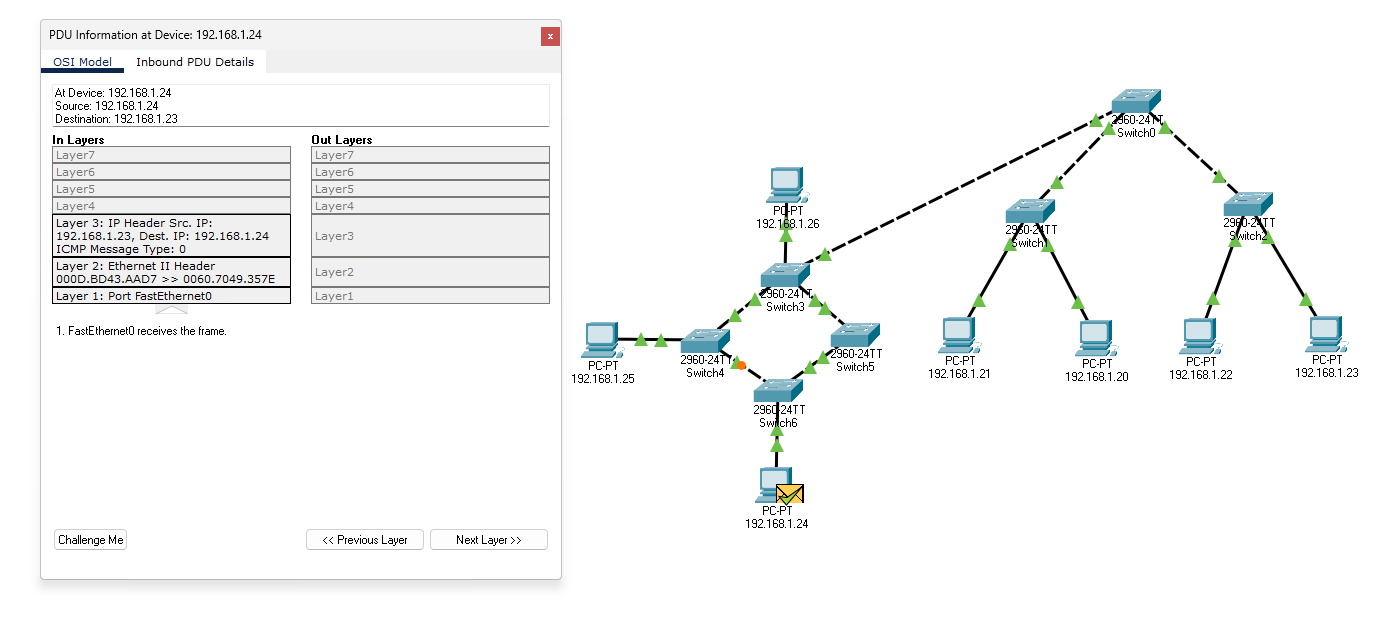 PDU Information at Device: 192.168.1.24
x
OSI Model
Inbound PDU Details
At Device: 192.168.1.24
Source: 192.168.1.24
Destination: 192.168.1.23
In Layers
Layer7
Layer6
Layer5
Layer4
Layer 3: IP Header Src. IP:
192.168.1.23, Dest. IP: 192.168.1.24
ICMP Message Type: 0
Layer 2: Ethernet II Header
000D.BD43.AAD7 >> 0060.7049.357E
Layer 1: Port FastEthernet0
Out Layers
Layer7
Layer6
Layer5
Layer4
Layer3
Layer2
Layer1
1. FastEthernet0 receives the frame.
Challenge Me
<< Previous Layer
Next Layer >>
2960-24TT
Switch0
PC-PT
192.168.1.26
2960-24TT
Switch1
2960-24TT
Switch2
2960-24TT
Switch3
PC-PT
192.168.1.25
2960-24TT
Switch4
2960-24TT
Switch5
PC-PT
192.168.1.21
PC-PT
192.168.1.20
PC-PT
192.168.1.22
PC-PT
192.168.1.23
2960-24TT
Switch6
PC-PT
192.168.1.24